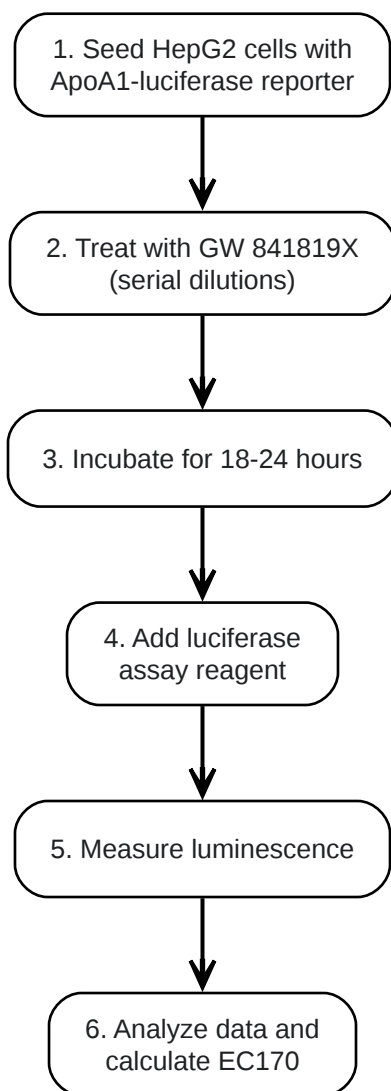 1. Seed HepG2 cells with
ApoA1-luciferase reporter
2. Treat with GW 841819X
(serial dilutions)
3. Incubate for 18-24 hours
4. Add luciferase
assay reagent
5. Measure luminescence
6. Analyze data and
calculate EC170